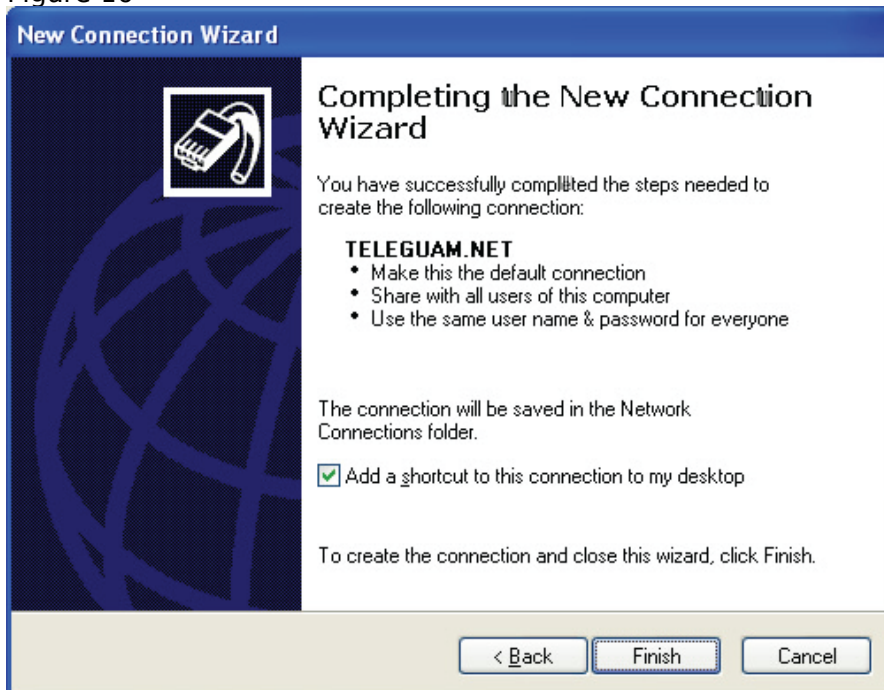 New Connection Wizard
Completing the New Connection
Wizard
You have successfully completed the steps needed to
create the following connection:
TELEGUAM.NET
• Make this the default connection
• Share with all users of this computer
• Use the same user name & password for everyone
The connection will be saved in the Network
Connections folder.
Add a shortcut to this connection to my desktop
To create the connection and close this wizard, click Finish.
< Back Finish Cancel